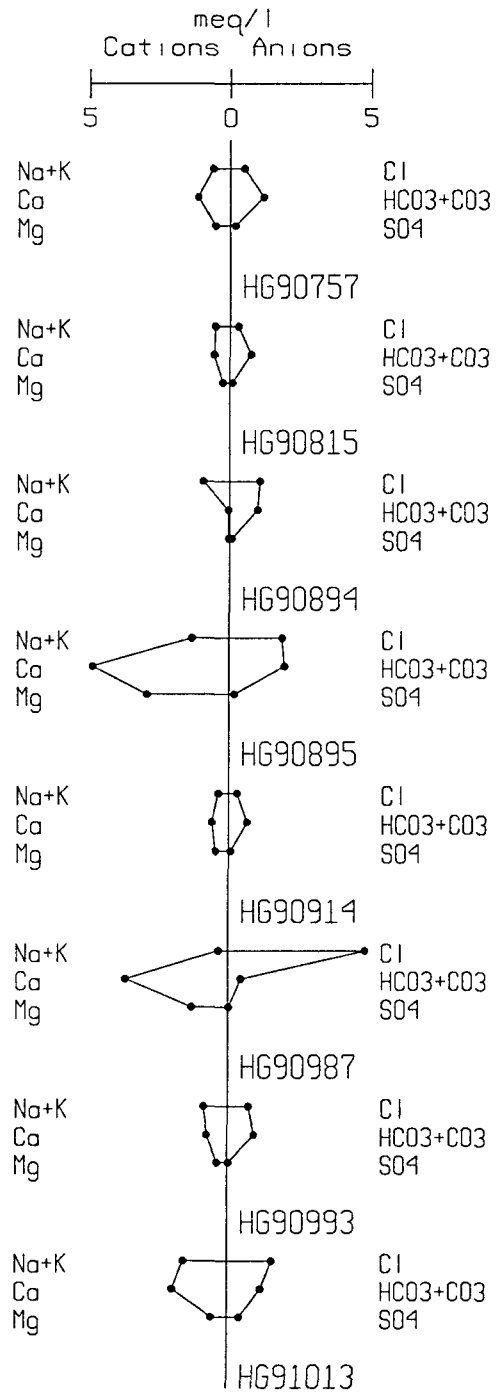 meq/l
Cations Anions
5 0 5
Na+K Cl
Ca HCO3+CO3
Mg SO4
HG90757
Na+K Cl
Ca HCO3+CO3
Mg SO4
HG90815
Na+K Cl
Ca HCO3+CO3
Mg SO4
HG90894
Na+K Cl
Ca HCO3+CO3
Mg SO4
HG90895
Na+K Cl
Ca HCO3+CO3
Mg SO4
HG90914
Na+K Cl
Ca HCO3+CO3
Mg SO4
HG90987
Na+K Cl
Ca HCO3+CO3
Mg SO4
HG90993
Na+K Cl
Ca HCO3+CO3
Mg SO4
HG91013